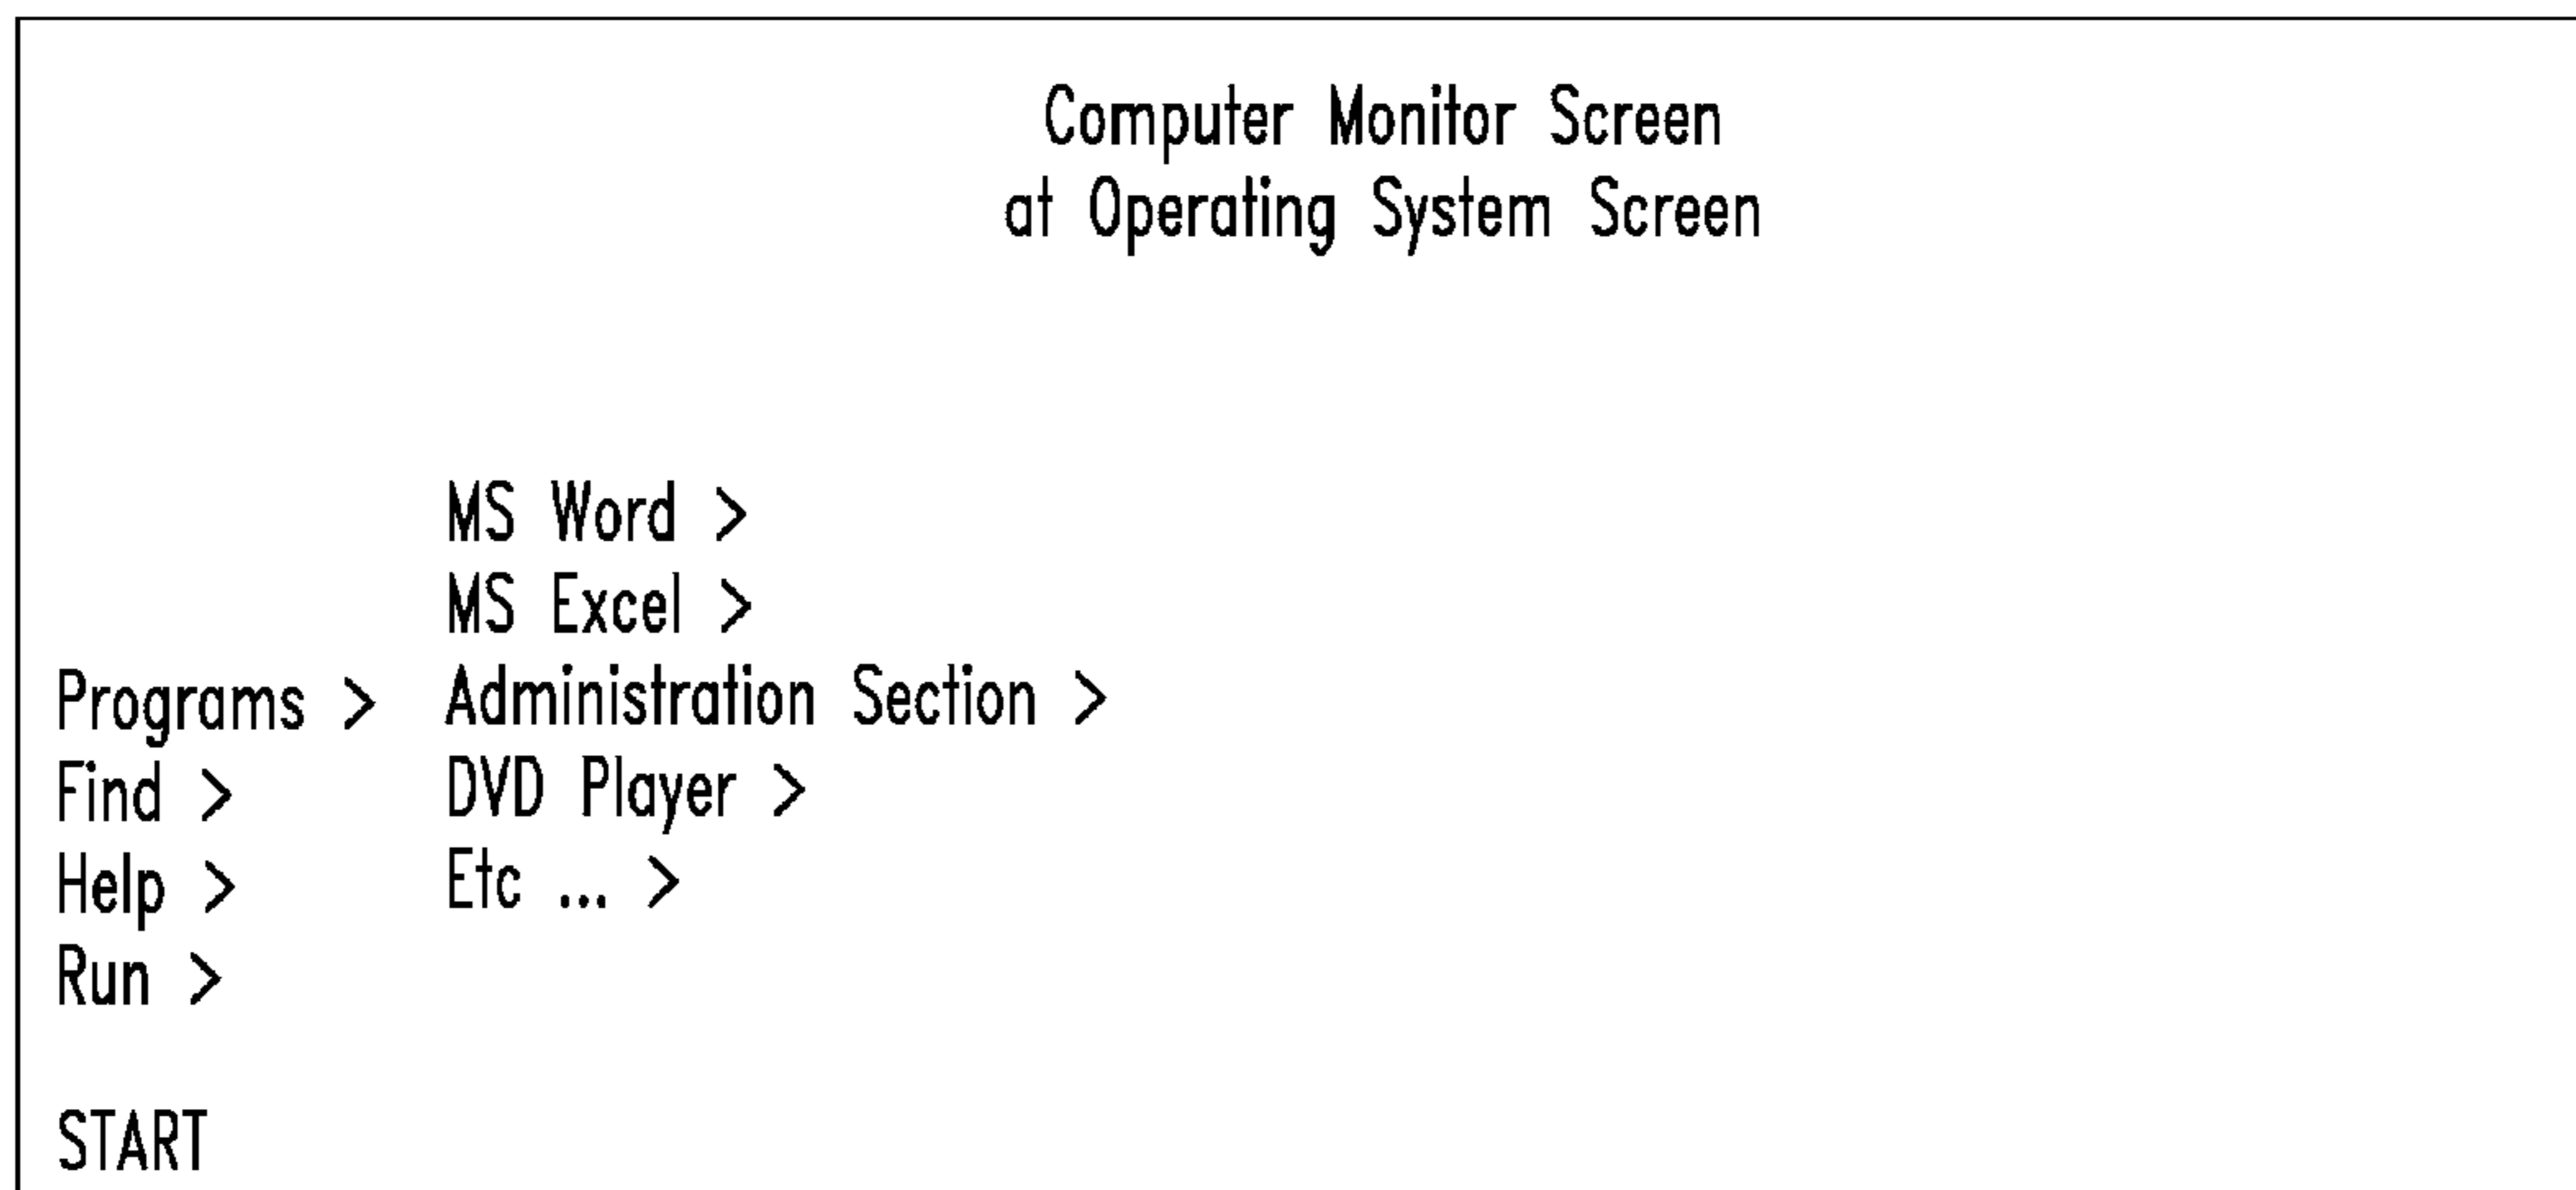 Computer Monitor Screen
at Operating System Screen
MS Word >
MS Excel >
Programs > Administration Section >
Find > DVD Player >
Help > Etc ... >
Run >
START